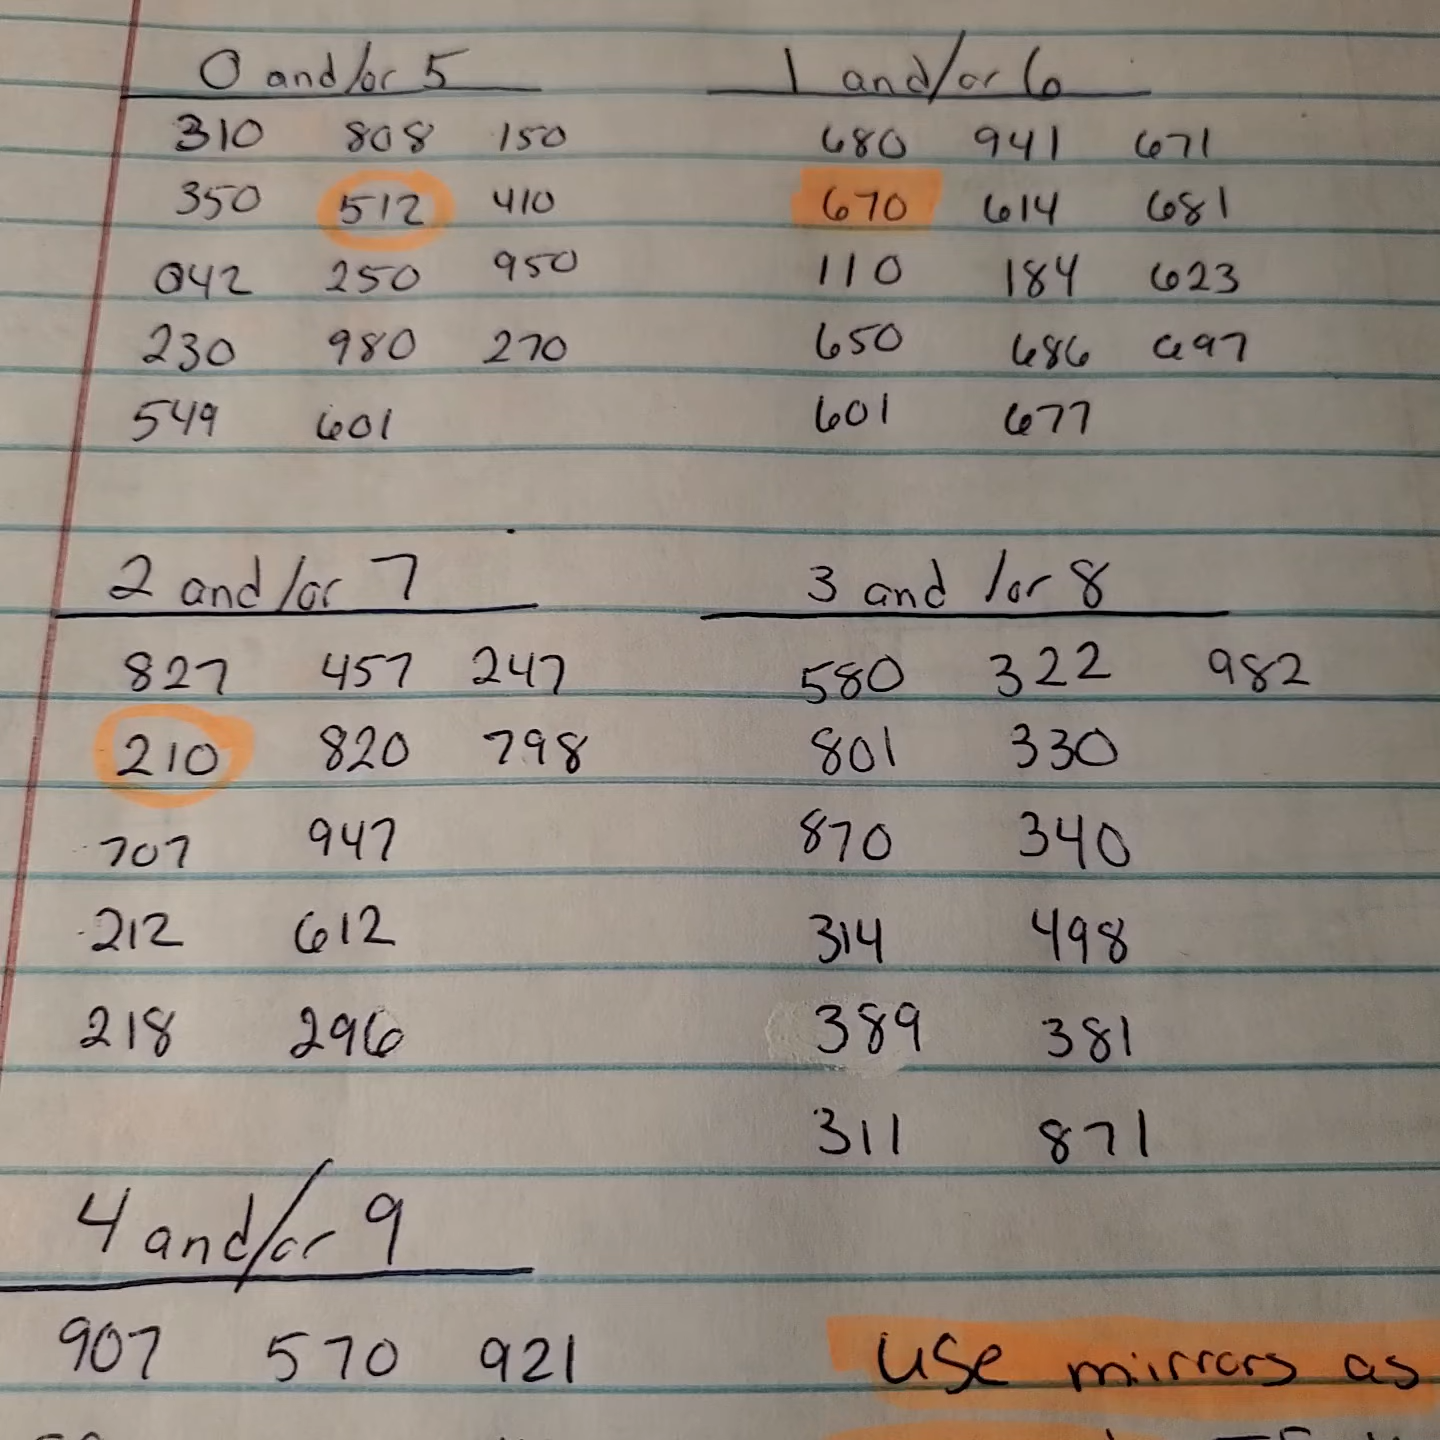 0 and/or 5
310 808 150
350 512 410
042 250 950
230 980 270
549 601
1 and/or 6
680 941 671
670 614 681
110 184 623
650 686 697
601 677
2 and/or 7
827 457 247
210 820 798
707 947
212 612
218 296
3 and/or 8
580 322 982
801 330
870 340
314 498
389 381
311 871
4 and/or 9
907 570 921
use mirrors as